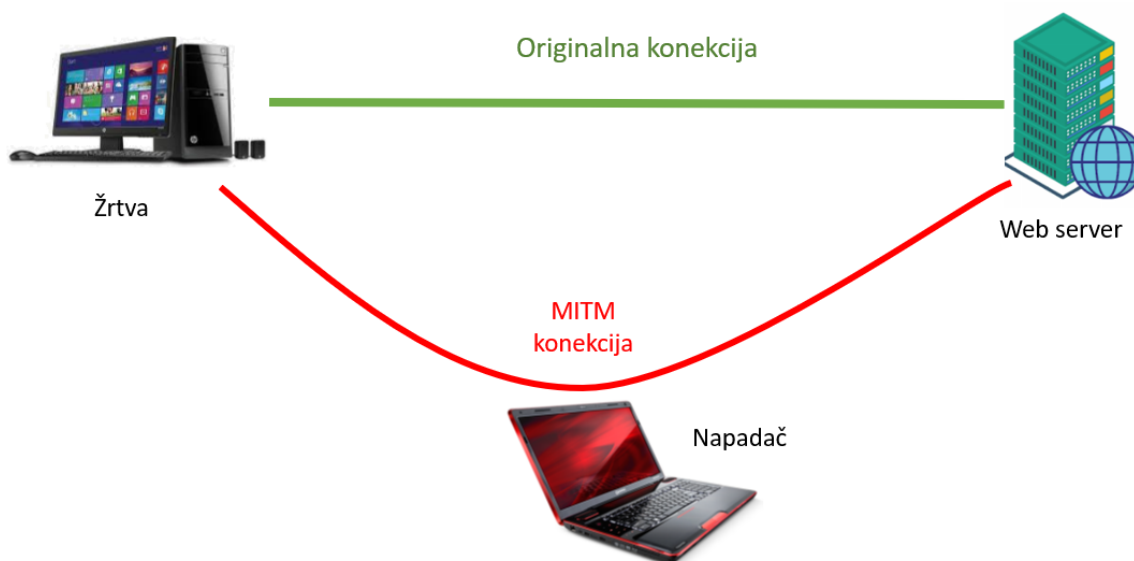 Originalna konekcija
Žrtva
Web server
MITM
konekcija
Napadač